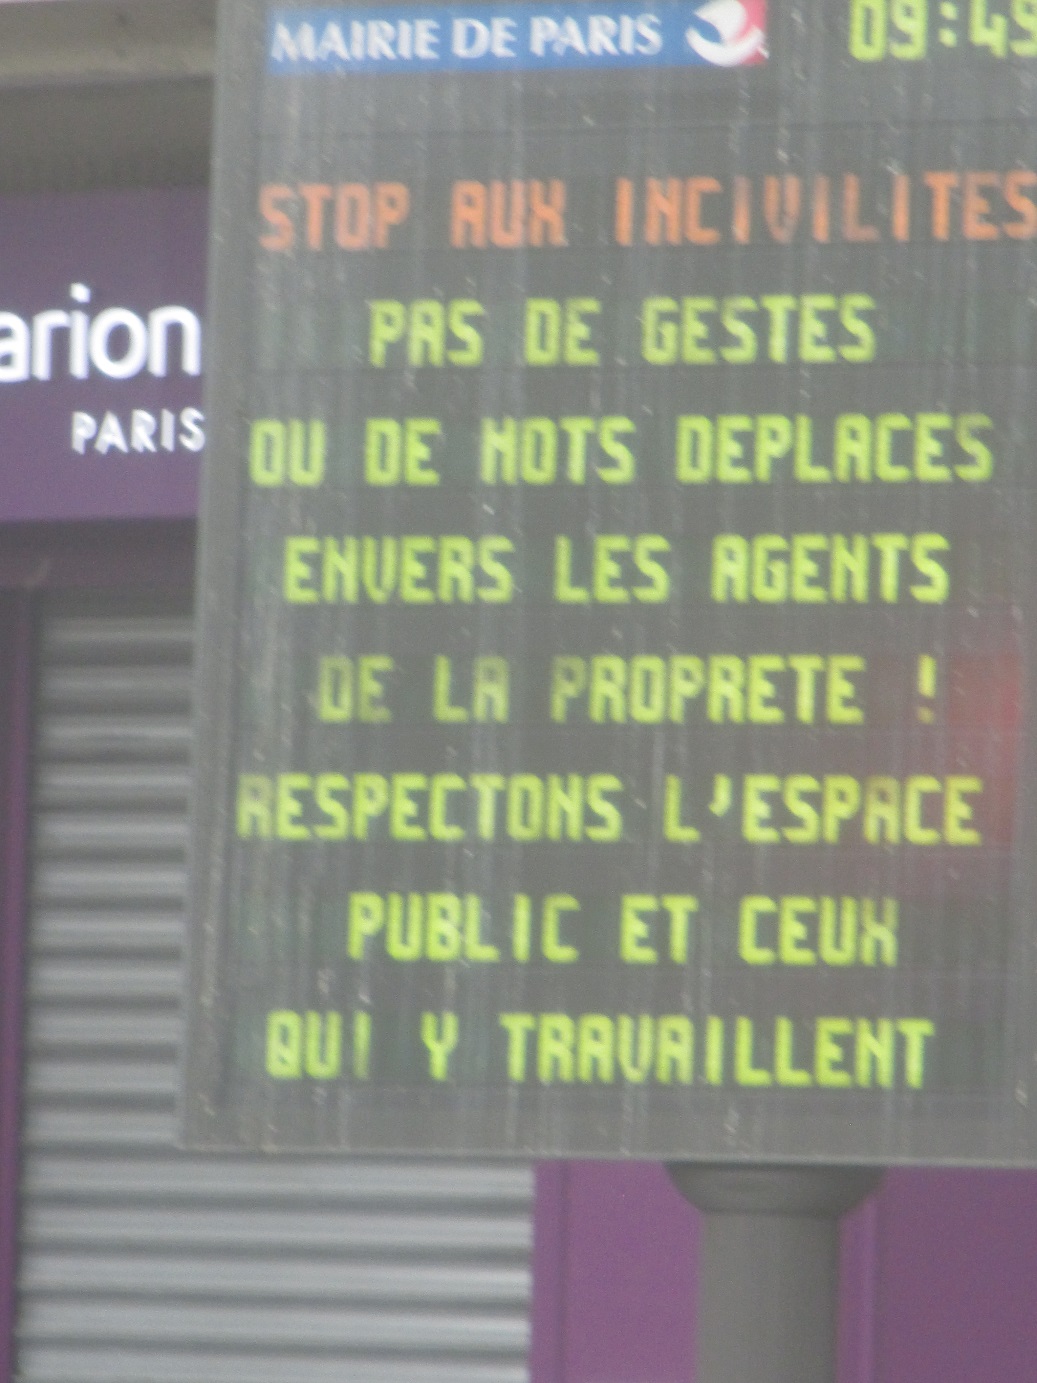 MAIRIE DE PARIS
09:49
STOP AUX INCIVILITES
PAS DE GESTES
OU DE MOTS DEPLACES
ENVERS LES AGENTS
DE LA PROPRETE !
RESPECTONS L'ESPACE
PUBLIC ET CEUX
QUI Y TRAVAILLENT
arion
PARIS